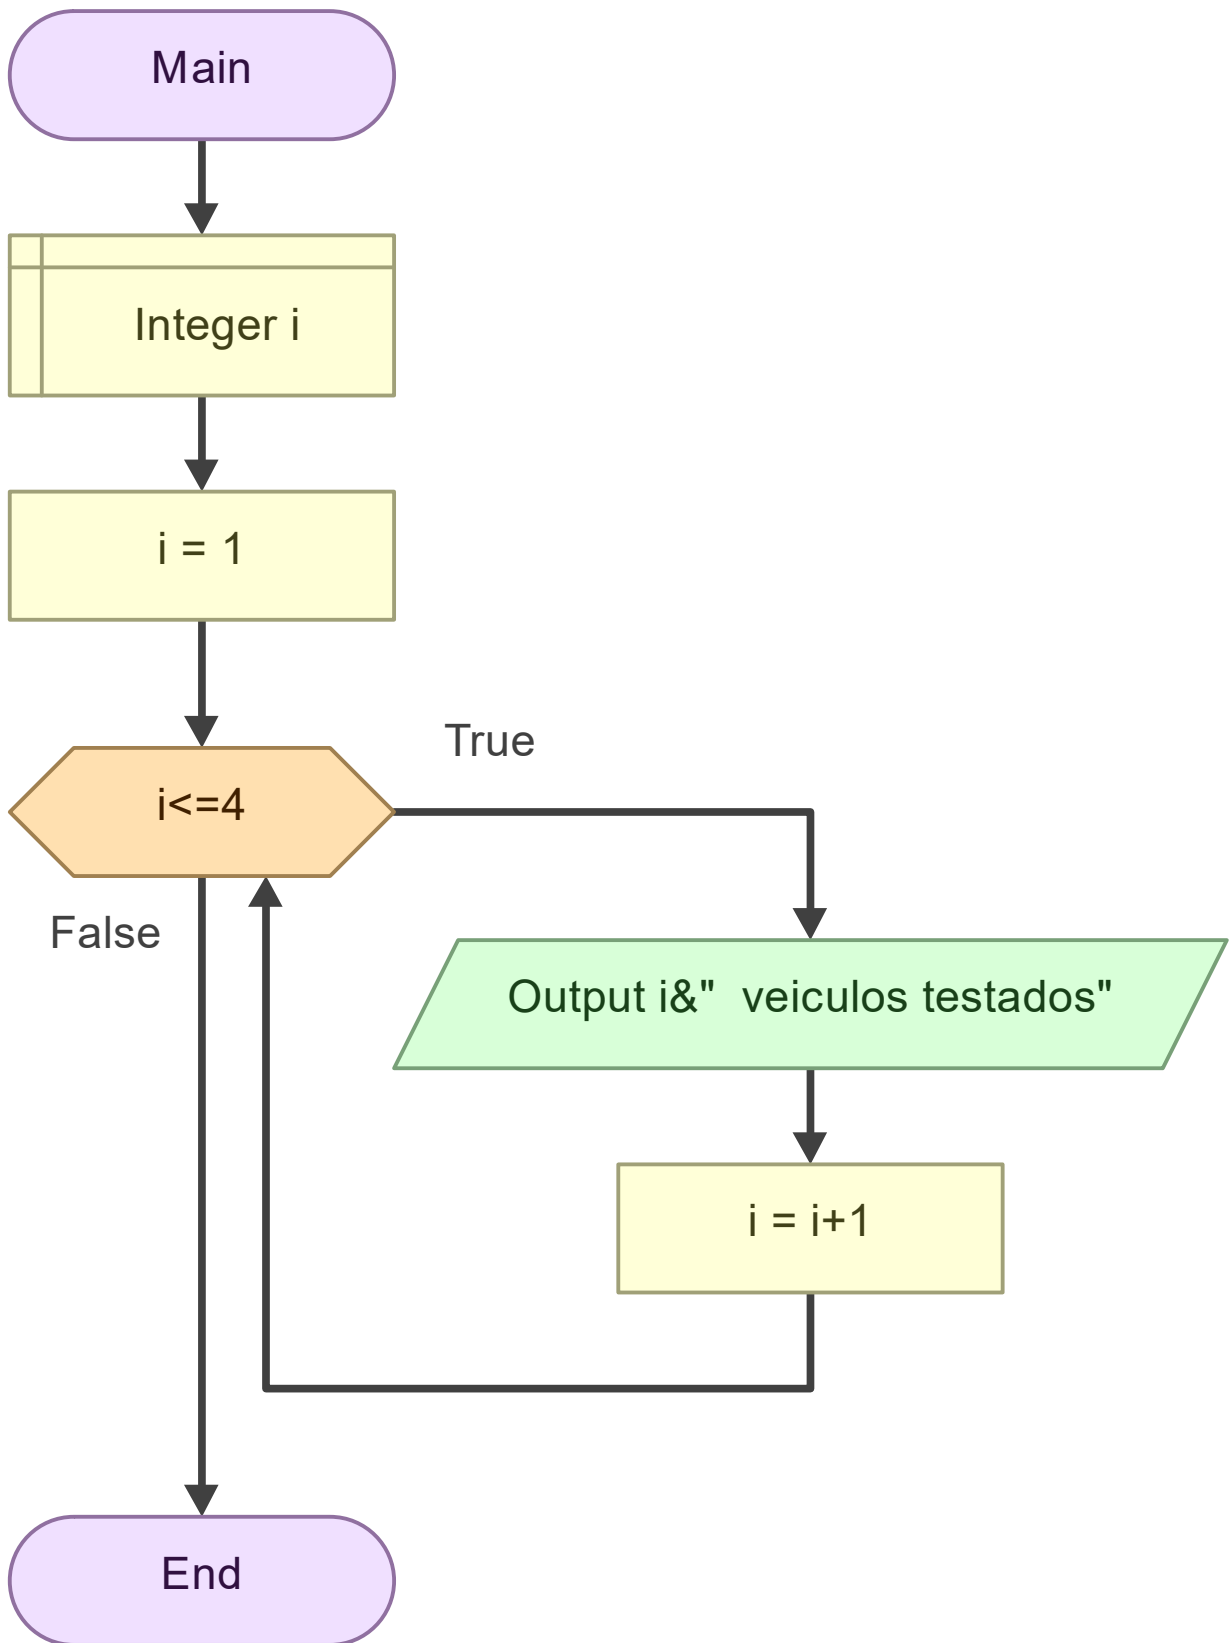 Main
Integer i
i = 1
True
i<=4
False
Output i&"  veiculos testados"
i = i+1
End